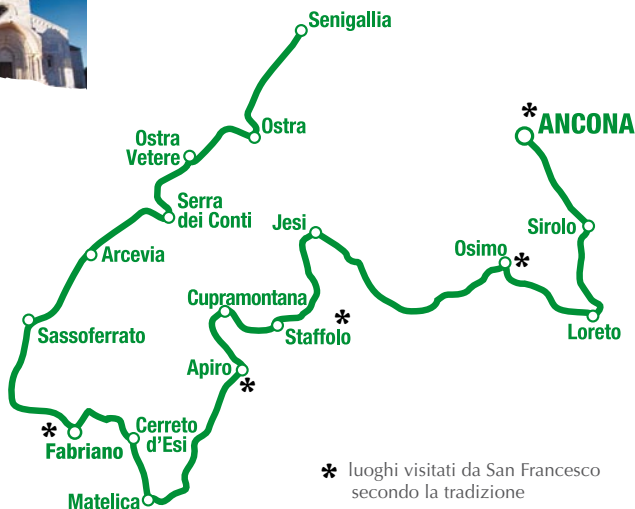 Senigallia
*
ANCONA
Ostra
Ostra
Vetere
Serra
dei Conti
Sirolo
Jesi
Osimo
*
Arcevia
Cupramontana
Loreto
Sassoferrato
Staffolo
*
Apiro
*
Cerreto
d'Esi
*
Fabriano
Matelica
* luoghi visitati da San Francesco
secondo la tradizione